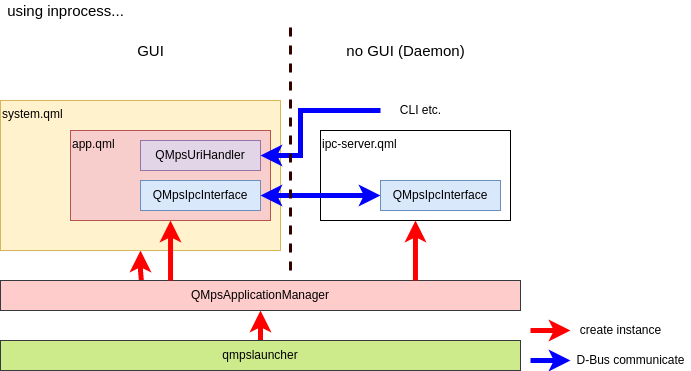 using inprocess...
GUI
no GUI (Daemon)
system.qml
CLI etc.
app.qml
ipc-server.qml
QMpsUriHandler
QMpsIpcInterface
QMpsIpcInterface
QMpsApplicationManager
create instance
qmpslauncher
D-Bus communicate